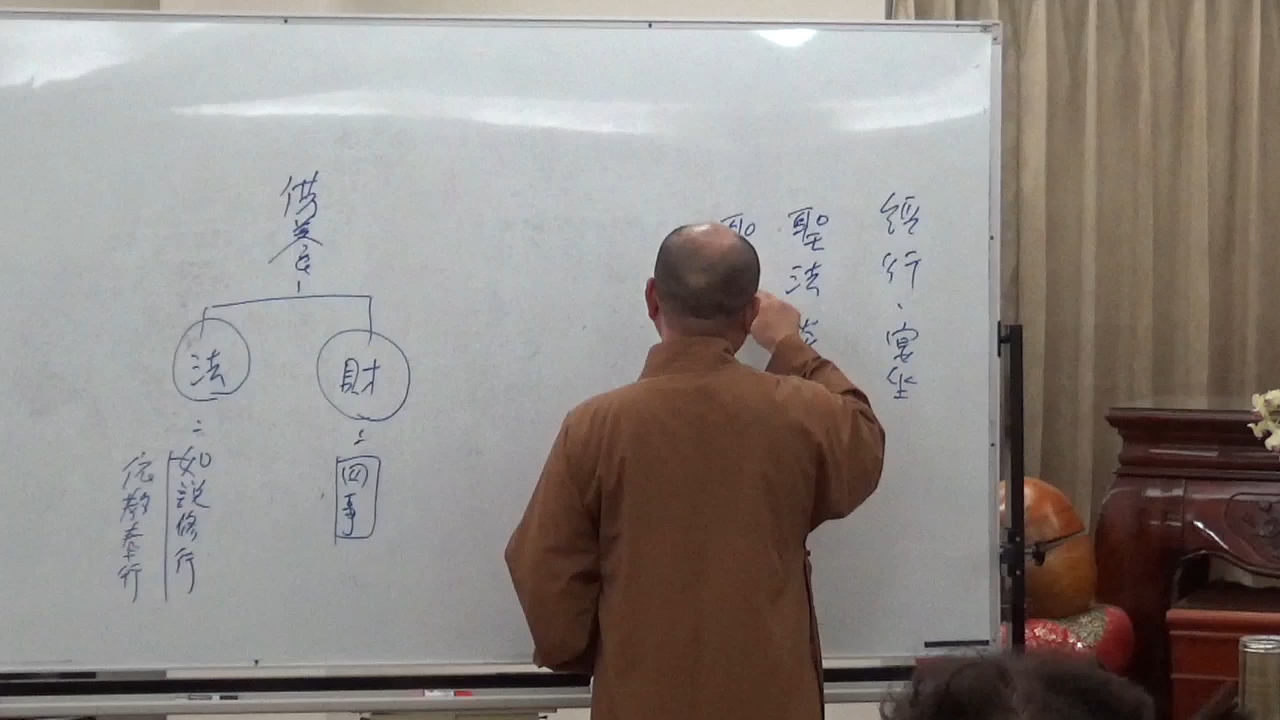 經行、宴坐
聖法
聖
供養
財：四事
法：如說修行
依教奉行